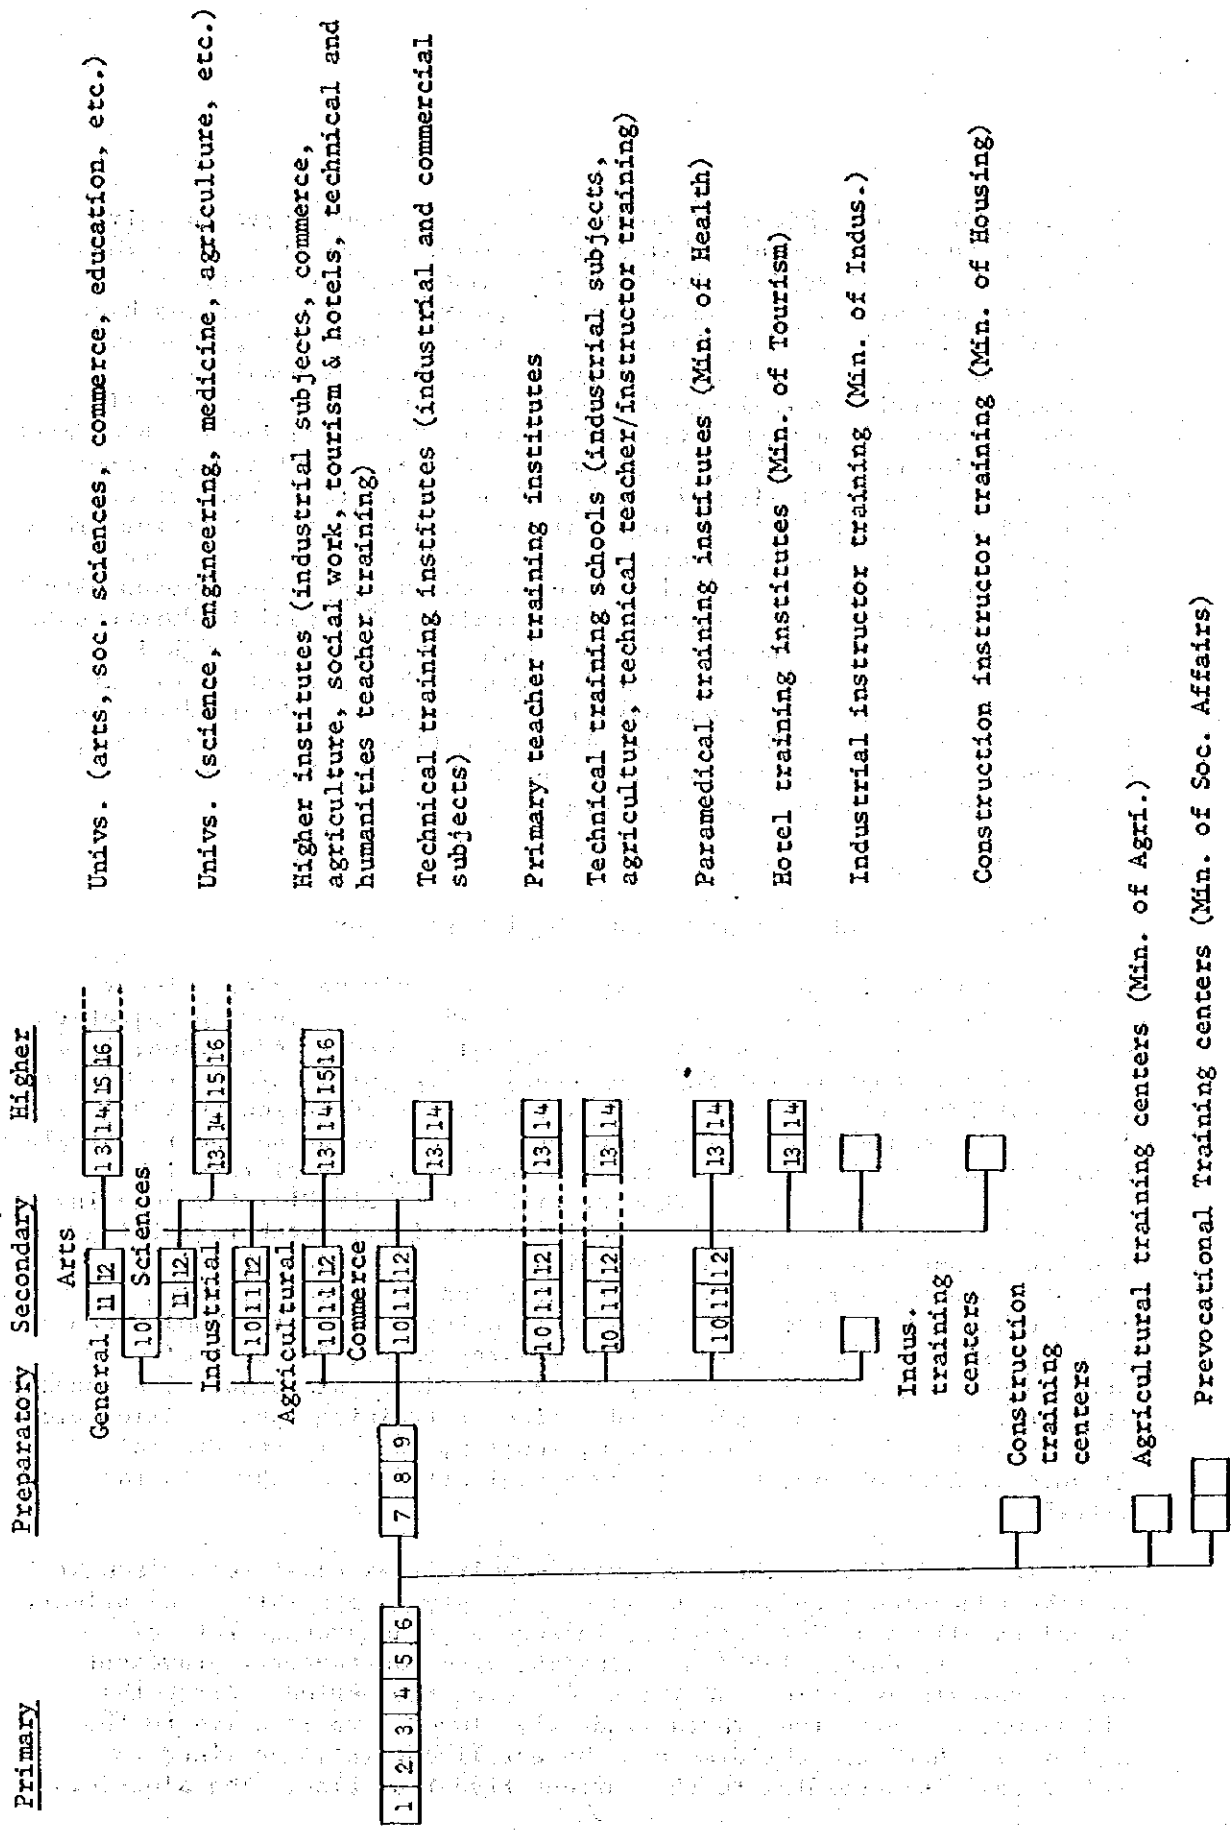 Primary Preparatory Secondary Higher
Arts
General 11 12 13 14 15 16 Univs. (arts, soc. sciences, commerce, education, etc.)
10 Sciences
11 12 13 14 15 16 Univs. (science, engineering, medicine, agriculture, etc.)
Industrial
10 11 12
Agricultural
10 11 12 13 14 15 16 Higher institutes (industrial subjects, commerce,
agriculture, social work, tourism & hotels, technical and
humanities teacher training)
Commerce
1 2 3 4 5 6 7 8 9 10 11 12 13 14 Technical training institutes (industrial and commercial
subjects)
10 11 12 13 14 Primary teacher training institutes
10 11 12 13 14 Technical training schools (industrial subjects,
agriculture, technical teacher/instructor training)
10 11 12 13 14 Paramedical training institutes (Min. of Health)
13 14 Hotel training institutes (Min. of Tourism)
Industrial instructor training (Min. of Indus.)
Indus.
training
centers
Construction instructor training (Min. of Housing)
Construction
training
centers
Agricultural training centers (Min. of Agri.)
Prevocational Training centers (Min. of Soc. Affairs)